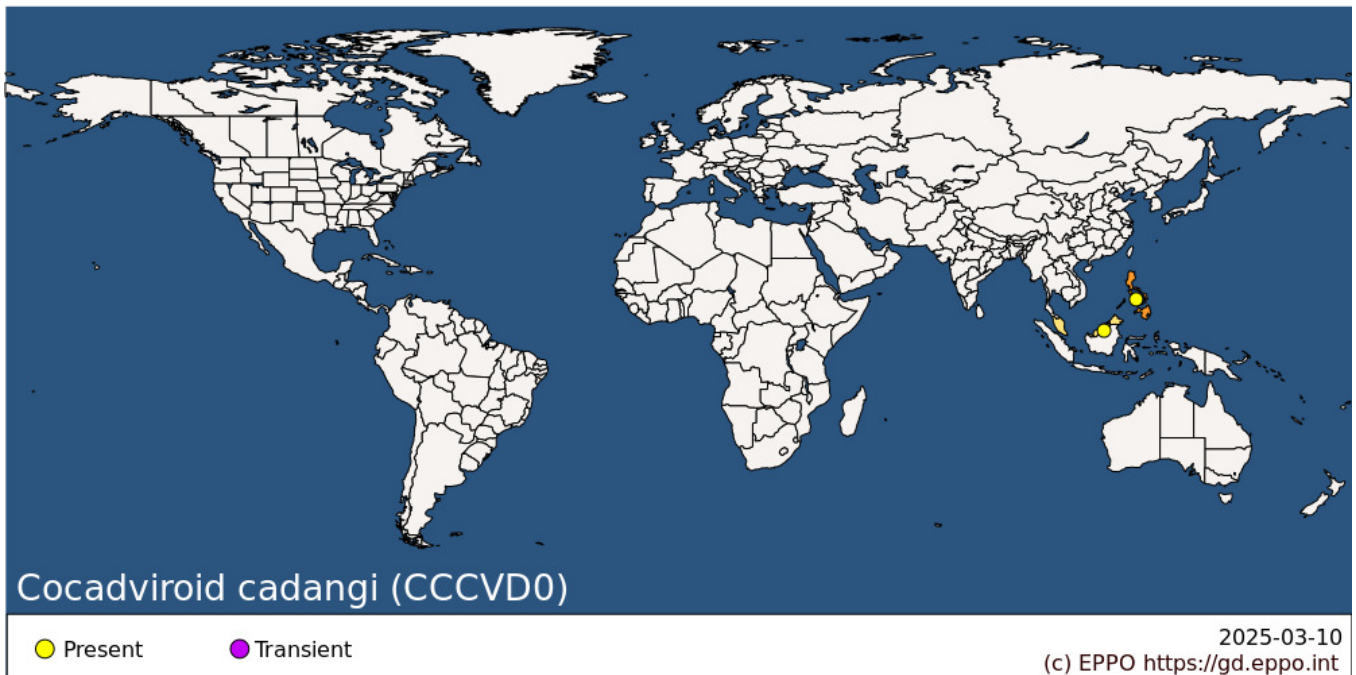 Cocadviroid cadangi (CCCVD0)
Present
Transient
2025-03-10
(c) EPPO https://gd.eppo.int